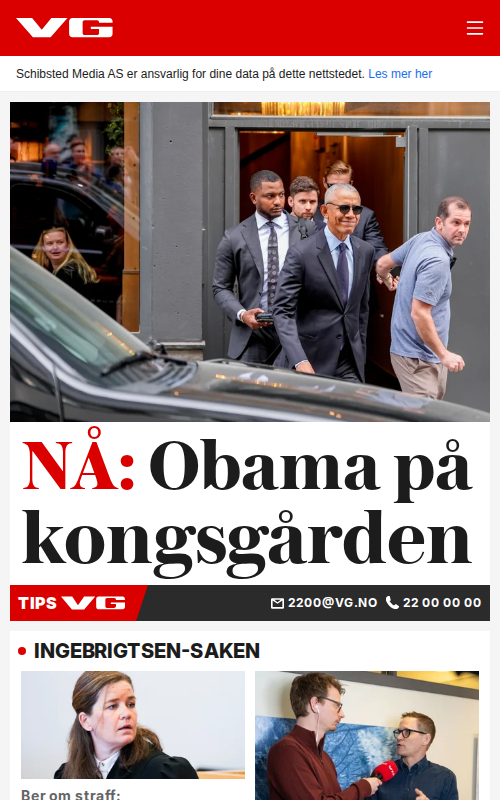 VG
Schibsted Media AS er ansvarlig for dine data på dette nettstedet. Les mer her
NÅ: Obama på
kongsgården
TIPS VG 2200@VG.NO 22 00 00 00
INGEBRIGTSEN-SAKEN
Ber om straff: